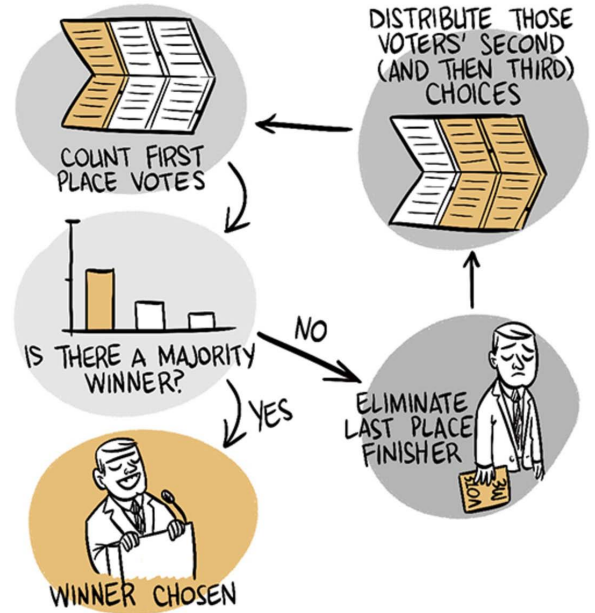 COUNT FIRST
PLACE VOTES
IS THERE A MAJORITY
WINNER?
YES
WINNER CHOSEN
NO
ELIMINATE
LAST PLACE
FINISHER
VOTE
ME
DISTRIBUTE THOSE
VOTERS' SECOND
(AND THEN THIRD)
CHOICES